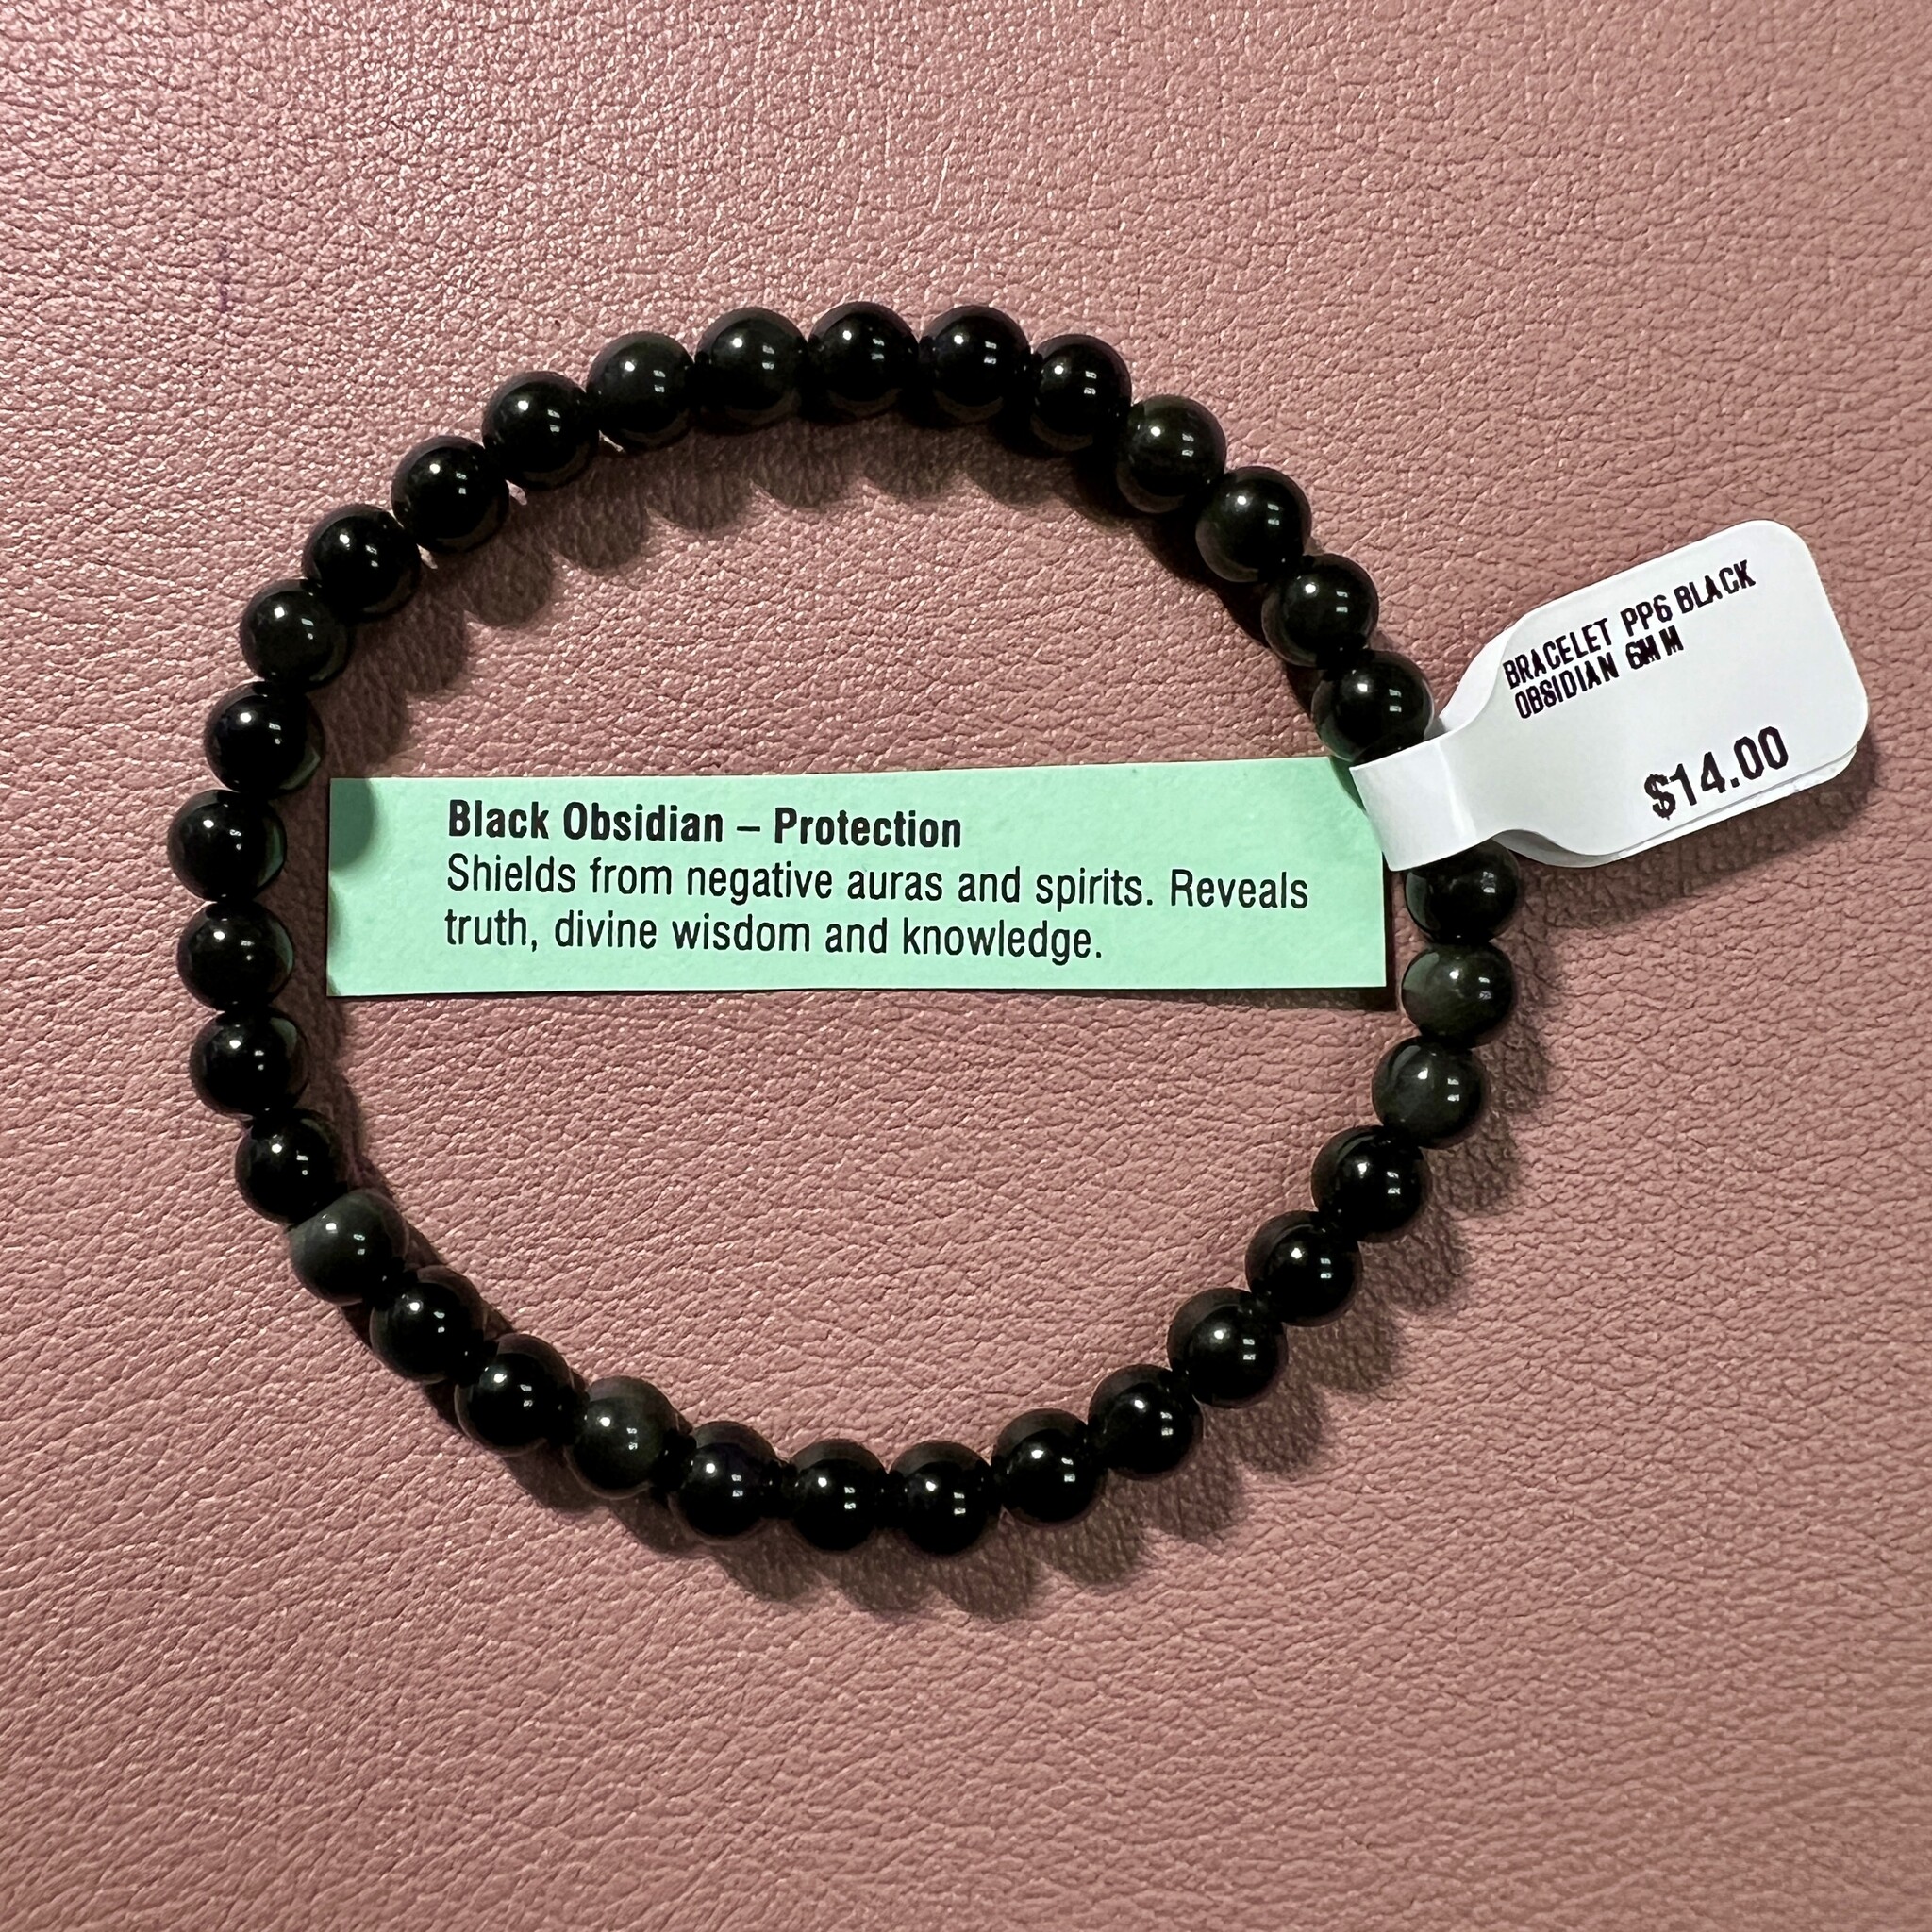 Black Obsidian – Protection
Shields from negative auras and spirits. Reveals
truth, divine wisdom and knowledge.
BRACELET PP6 BLACK
OBSIDIAN 6MM
$14.00